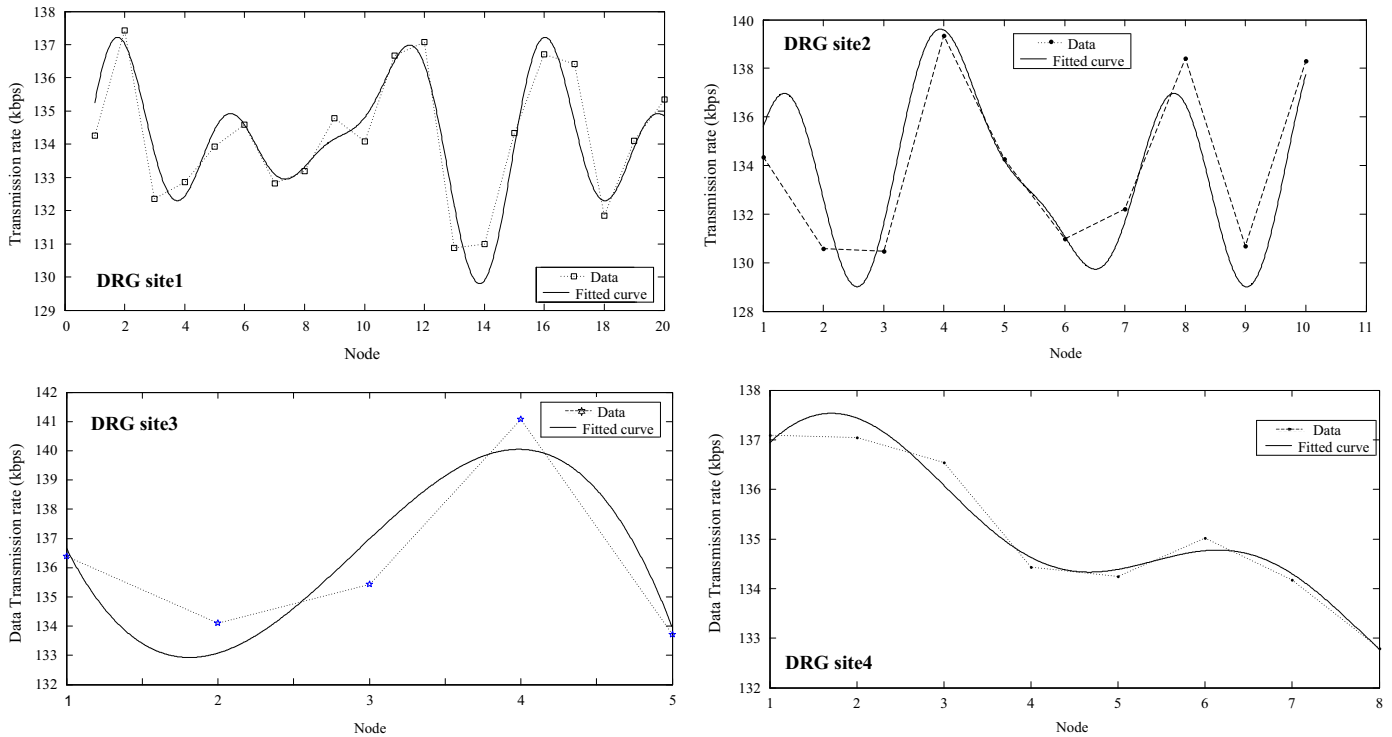 138
137
136
135
134
133
132
131
130
129
Transmission rate (kbps)
DRG site1
Data
Fitted curve
0 2 4 6 8 10 12 14 16 18 20
Node
140
138
136
134
132
130
128
Transmission rate (kbps)
DRG site2
Data
Fitted curve
1 2 3 4 5 6 7 8 9 10 11
Node
142
141
140
139
138
137
136
135
134
133
132
Data Transmission rate (kbps)
DRG site3
Data
Fitted curve
1 2 3 4 5
Node
138
137
136
135
134
133
132
Data Transmission rate (kbps)
DRG site4
Data
Fitted curve
1 2 3 4 5 6 7 8
Node